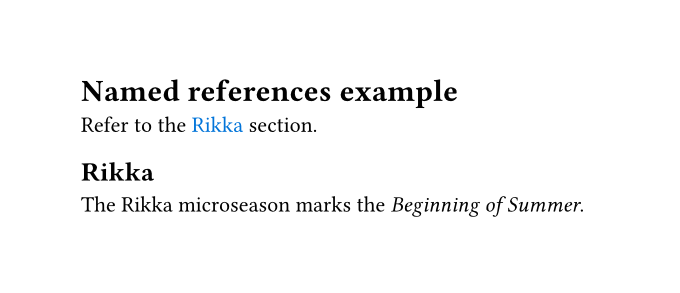 Named references example
Refer to the Rikka section.
Rikka
The Rikka microseason marks the Beginning of Summer.